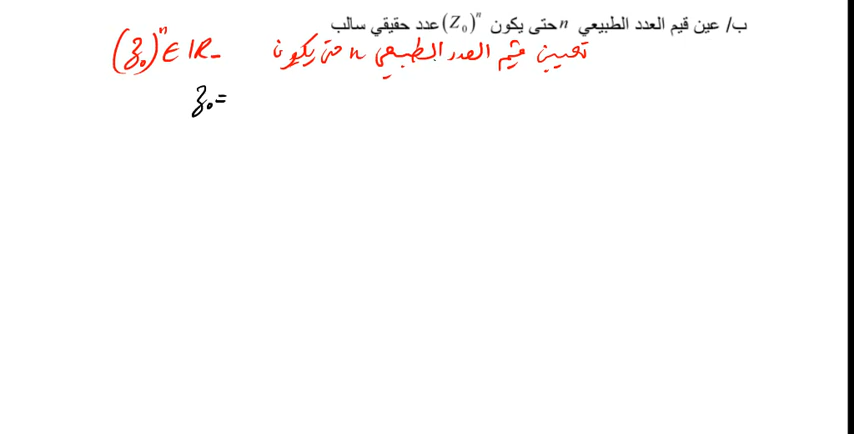 ب/ عين قيم العدد الطبيعي n حتى يكون (Z₀)ⁿ عدد حقيقي سالب
تعيين قيم العدد الطبيعي n حتى يكون (z₀)ⁿ ∈ IR₋
z₀ =